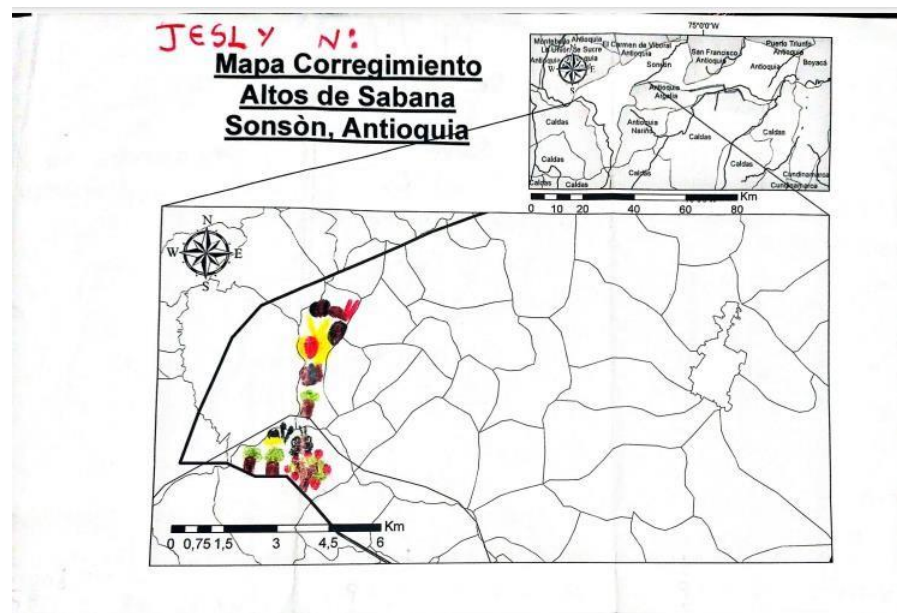 JESLY N:
Mapa Corregimiento
Altos de Sabana
Sonsòn, Antioquia
75°0'0"W
Antioquia
El Carmen de Viboral
Antioquia
Sonsón
San Francisco
Antioquia
Puerto Triunfo
Antioquia
Antioquia
Boyacá
W E
S
Antioquia
Argelia
Antioquia
Nariño
Caldas
Caldas
Caldas
Caldas
Caldas
Caldas
Caldas
Caldas
Cundinamarca
Cundinamarca
0 10 20 40 60 80 Km
N
W E
S
0 0,75 1,5 3 4,5 6 Km